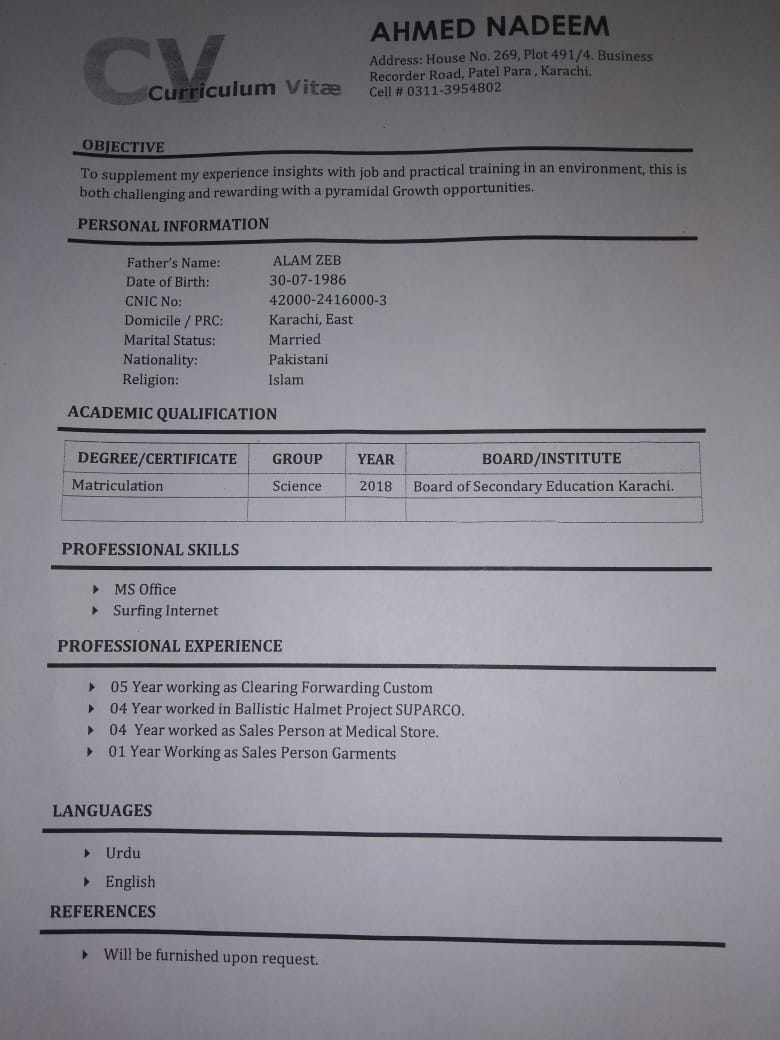 AHMED NADEEM
CV
Curriculum Vitæ
Address: House No. 269, Plot 491/4. Business
Recorder Road, Patel Para , Karachi.
Cell # 0311-3954802
OBJECTIVE
To supplement my experience insights with job and practical training in an environment, this is
both challenging and rewarding with a pyramidal Growth opportunities.
PERSONAL INFORMATION
Father's Name: ALAM ZEB
Date of Birth: 30-07-1986
CNIC No: 42000-2416000-3
Domicile / PRC: Karachi, East
Marital Status: Married
Nationality: Pakistani
Religion: Islam
ACADEMIC QUALIFICATION
DEGREE/CERTIFICATE GROUP YEAR BOARD/INSTITUTE
Matriculation Science 2018 Board of Secondary Education Karachi.
PROFESSIONAL SKILLS
MS Office
Surfing Internet
PROFESSIONAL EXPERIENCE
05 Year working as Clearing Forwarding Custom
04 Year worked in Ballistic Halmet Project SUPARCO.
04 Year worked as Sales Person at Medical Store.
01 Year Working as Sales Person Garments
LANGUAGES
Urdu
English
REFERENCES
Will be furnished upon request.